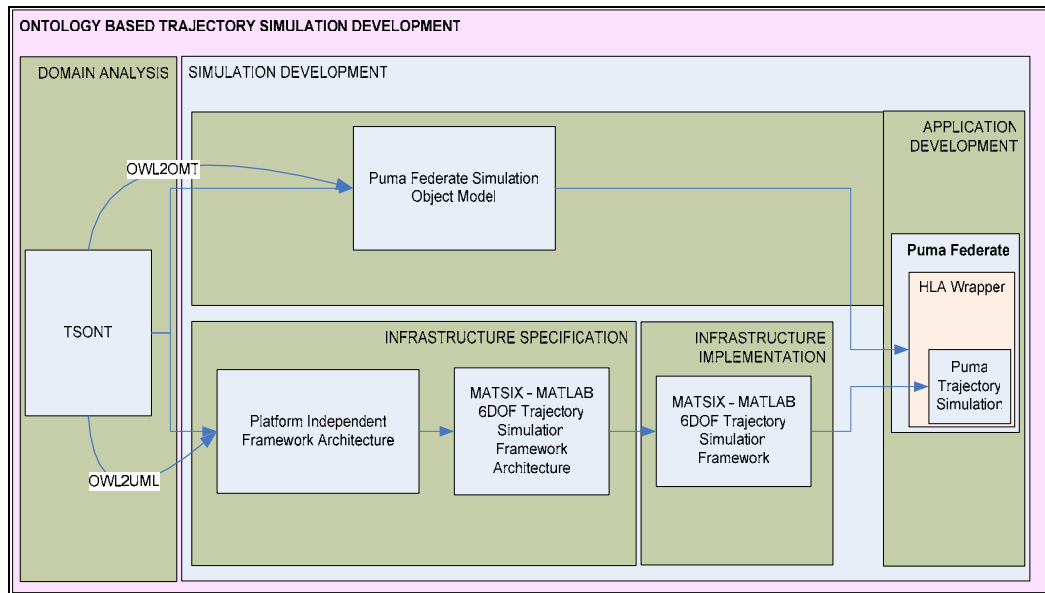 ONTOLOGY BASED TRAJECTORY SIMULATION DEVELOPMENT
DOMAIN ANALYSIS
SIMULATION DEVELOPMENT
APPLICATION
DEVELOPMENT
OWL2OMT
Puma Federate Simulation
Object Model
TSONT
Puma Federate
HLA Wrapper
Puma
Trajectory
Simulation
INFRASTRUCTURE SPECIFICATION
INFRASTRUCTURE
IMPLEMENTATION
Platform Independent
Framework Architecture
MATSIX - MATLAB
6DOF Trajectory
Simulation
Framework
Architecture
MATSIX - MATLAB
6DOF Trajectory
Simulation
Framework
OWL2UML